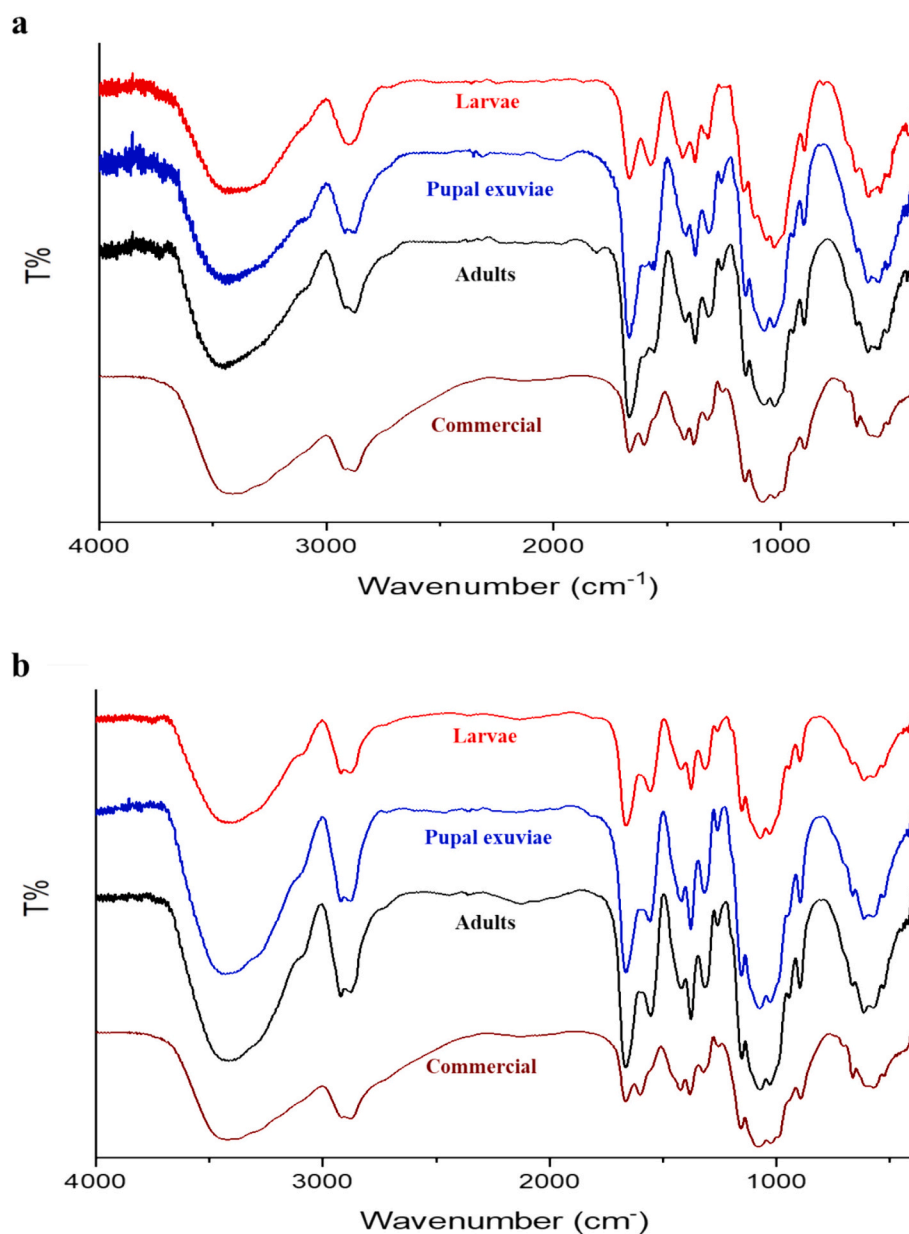 a
Larvae
Pupal exuviae
Adults
Commercial
T%
4000 3000 2000 1000
Wavenumber (cm⁻¹)
b
Larvae
Pupal exuviae
Adults
Commercial
T%
4000 3000 2000 1000
Wavenumber (cm⁻)